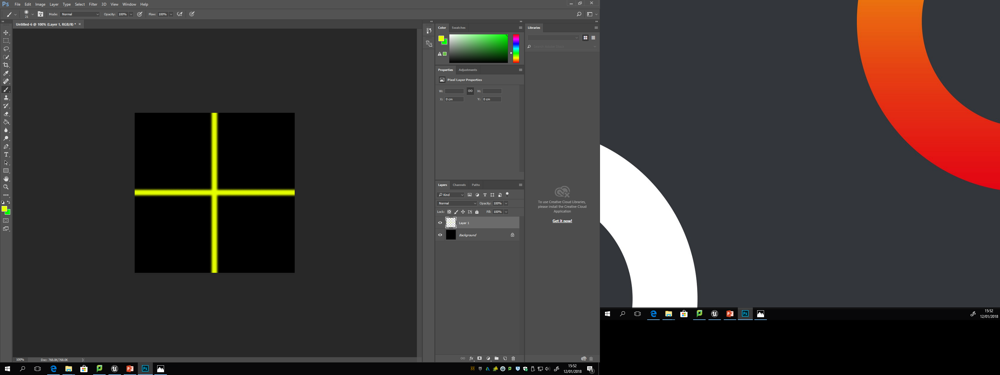 Ps File Edit Image Layer Type Select Filter 3D View Window Help
21 Mode: Normal Opacity: 100% Flow: 100%
Untitled-6 @ 100% (Layer 1, RGB/8) *
Color Swatches
Libraries
Search Adobe Stock
Properties Adjustments
Pixel Layer Properties
W: H:
X: 0 cm Y: 0 cm
Layers Channels Paths
Kind
Normal Opacity: 100%
Lock: Fill: 100%
Layer 1
Background
To use Creative Cloud Libraries,
please install the Creative Cloud
Application
Get it now!
fx
100% Doc: 768.0K/768.0K
Ps
15:52
12/01/2018
1
Ps
15:52
12/01/2018